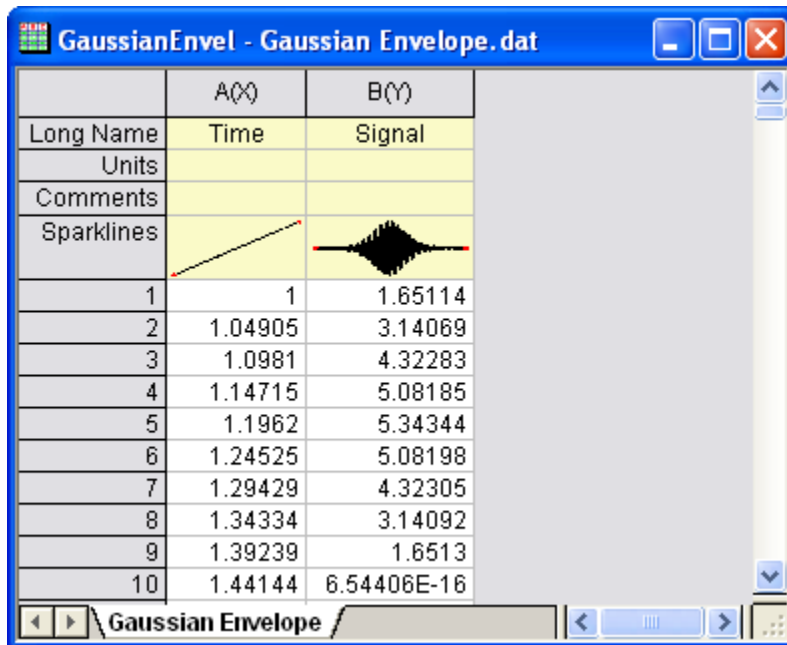 GaussianEnvel - Gaussian Envelope.dat
A(X) B(Y)
Long Name Time Signal
Units
Comments
Sparklines
1 1 1.65114
2 1.04905 3.14069
3 1.0981 4.32283
4 1.14715 5.08185
5 1.1962 5.34344
6 1.24525 5.08198
7 1.29429 4.32305
8 1.34334 3.14092
9 1.39239 1.6513
10 1.44144 6.54406E-16
Gaussian Envelope